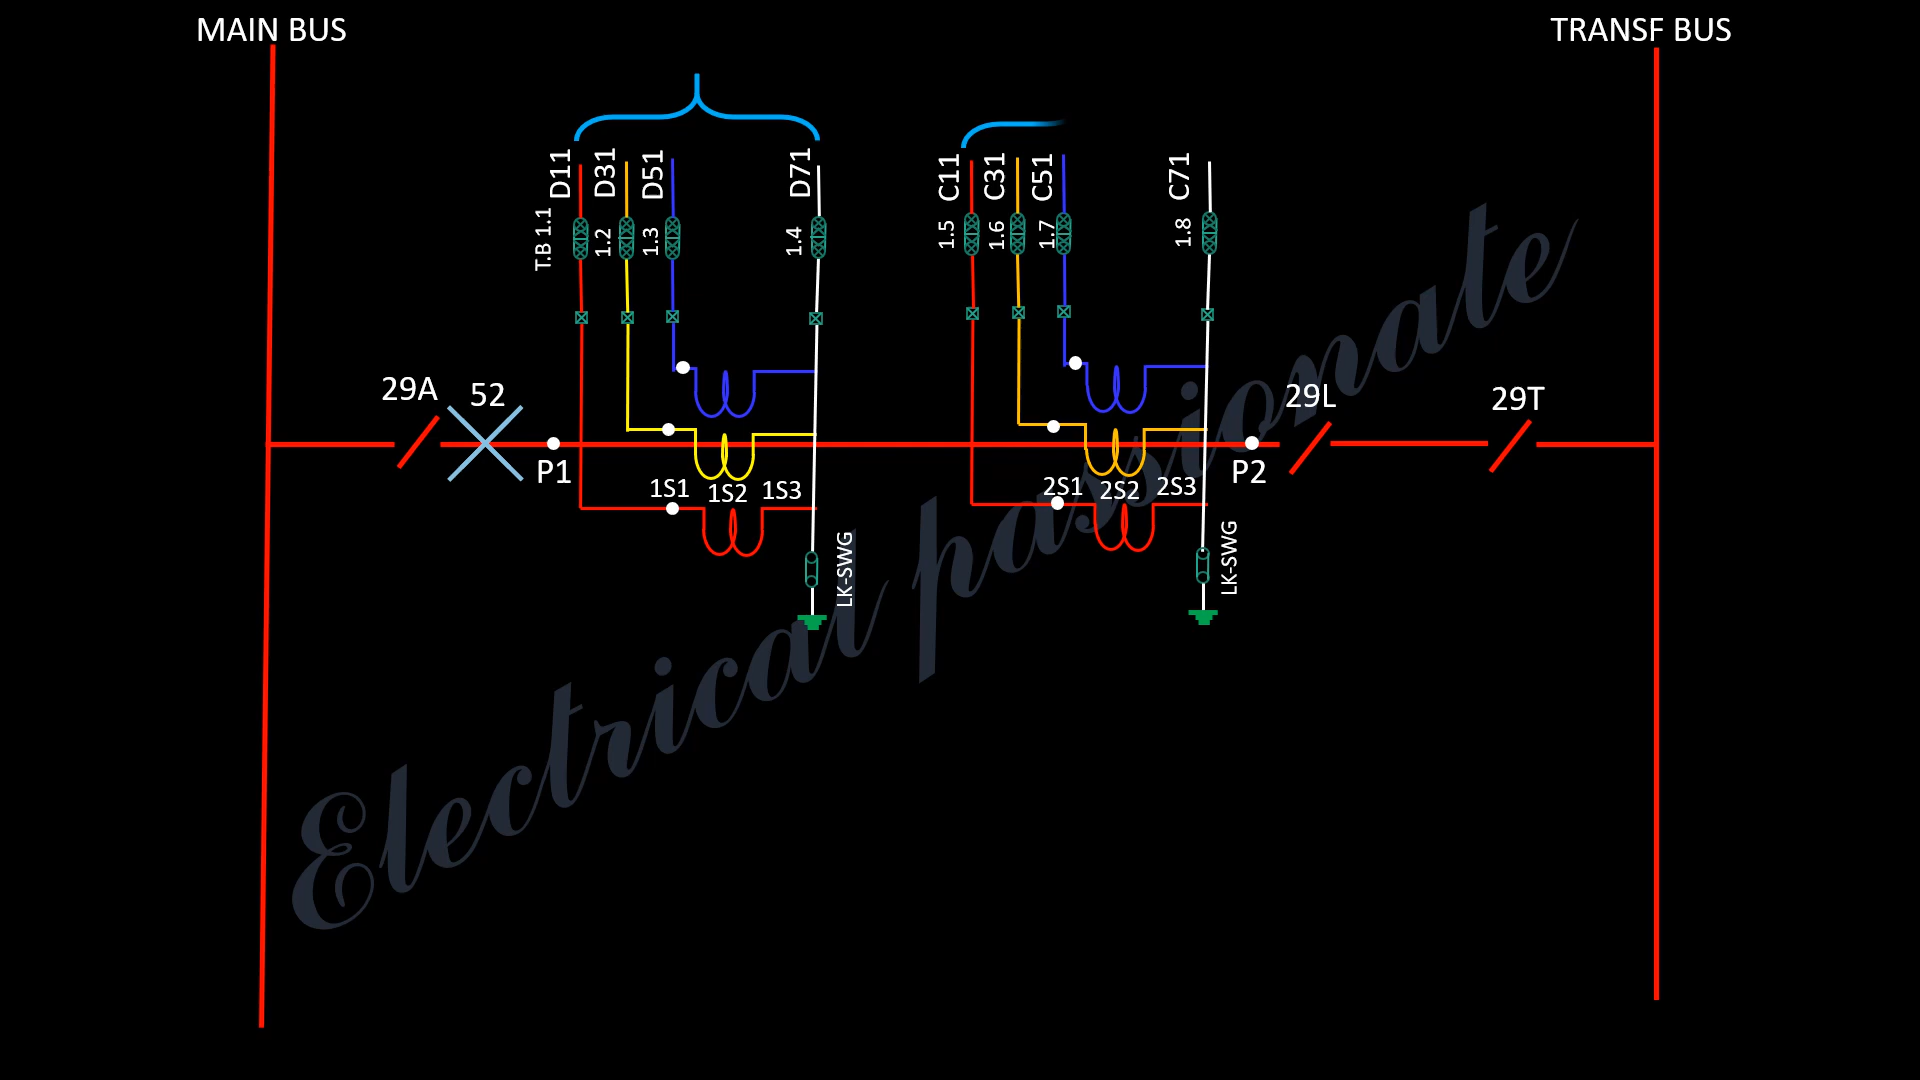 MAIN BUS
TRANSF BUS
D11
D31
D51
D71
C11
C31
C51
C71
T.B 1.1
1.2
1.3
1.4
1.5
1.6
1.7
1.8
29A
52
29L
29T
P1
P2
1S1 1S2 1S3
2S1 2S2 2S3
LK-SWG
LK-SWG
Electrical passionate